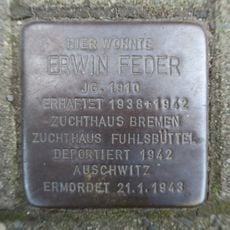 HIER WOHNTE
ERWIN FEDER
JG. 1910
VERHAFTET 1938+1942
ZUCHTHAUS BREMEN
ZUCHTHAUS FUHLSBÜTTEL
DEPORTIERT 1942
AUSCHWITZ
ERMORDET 21.1.1943